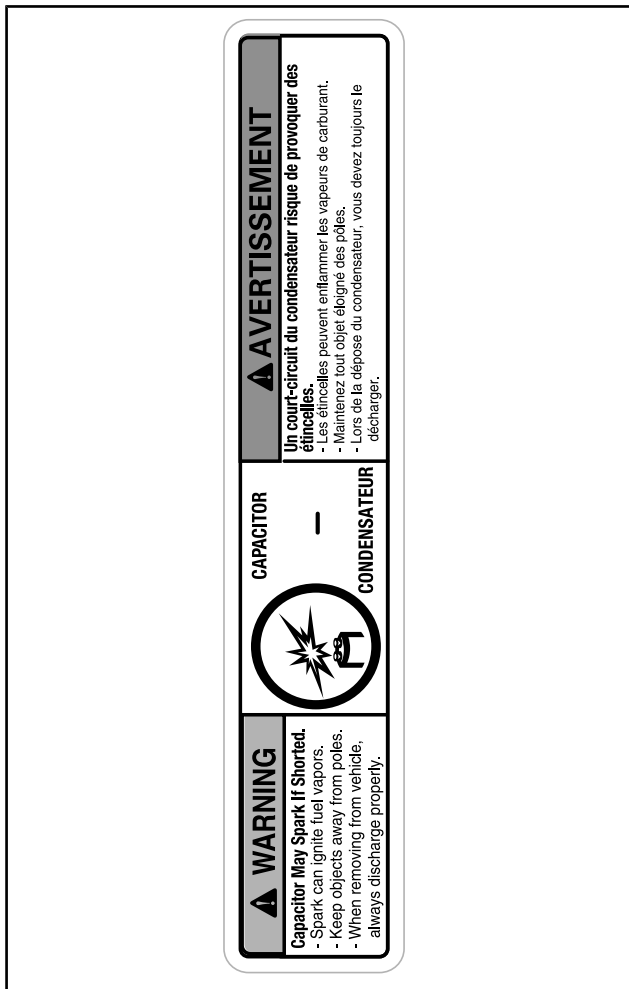 WARNING
Capacitor May Spark If Shorted.
- Spark can ignite fuel vapors.
- Keep objects away from poles.
- When removing from vehicle,
always discharge properly.
CAPACITOR
–
CONDENSATEUR
AVERTISSEMENT
Un court-circuit du condensateur risque de provoquer des
étincelles.
- Les étincelles peuvent enflammer les vapeurs de carburant.
- Maintenez tout objet éloigné des pôles.
- Lors de la dépose du condensateur, vous devez toujours le
décharger.